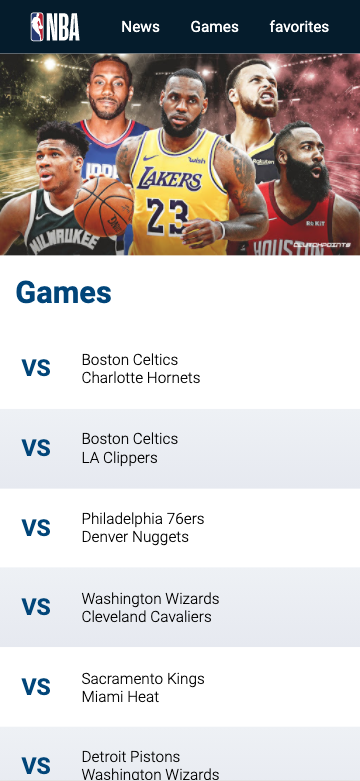 NBA
News Games favorites
wish
LAKERS
23
Rakuten
MILWAUKEE
HOUSTON
CLUTCHPOINTS
Games
VS
Boston Celtics
Charlotte Hornets
VS
Boston Celtics
LA Clippers
VS
Philadelphia 76ers
Denver Nuggets
VS
Washington Wizards
Cleveland Cavaliers
VS
Sacramento Kings
Miami Heat
VS
Detroit Pistons
Washington Wizards